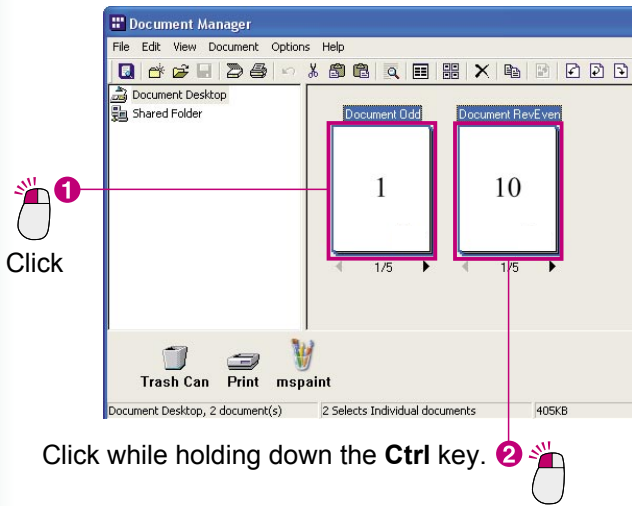 Document Manager
File Edit View Document Options Help
Document Desktop
Shared Folder
Document Odd Document RevEven
1 10
1/5 1/5
1
Click
Trash Can Print mspaint
Document Desktop, 2 document(s) 2 Selects Individual documents 405KB
Click while holding down the Ctrl key. 2